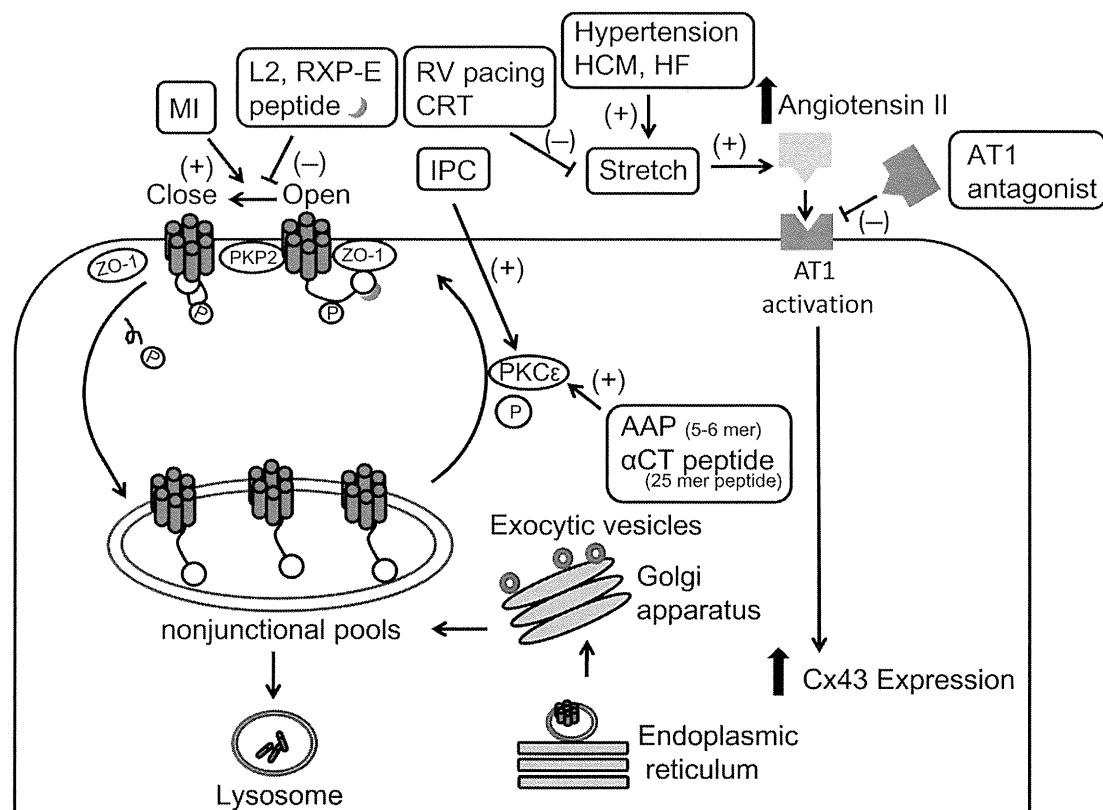 Hypertension
HCM, HF
L2, RXP-E
peptide
RV pacing
CRT
MI
Angiotensin II
(+)
(–)
(+)
(–)
IPC
Stretch
(+)
AT1
antagonist
(–)
Close
Open
ZO-1
PKP2
ZO-1
P
P
P
(+)
AT1
activation
PKCε
P
(+)
AAP (5-6 mer)
αCT peptide
(25 mer peptide)
Exocytic vesicles
Golgi
apparatus
nonjunctional pools
Cx43 Expression
Endoplasmic
reticulum
Lysosome